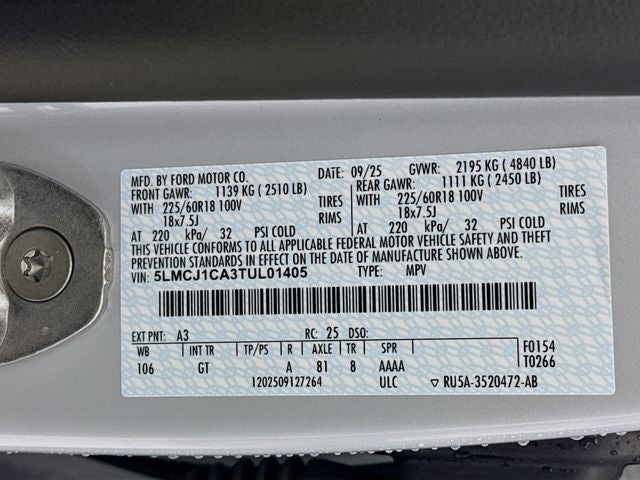 MFD. BY FORD MOTOR CO. DATE: 09/25 GVWR: 2195 KG ( 4840 LB)
FRONT GAWR: 1139 KG ( 2510 LB) REAR GAWR: 1111 KG ( 2450 LB)
WITH 225/60R18 100V TIRES WITH 225/60R18 100V TIRES
18x7.5J RIMS 18x7.5J RIMS
AT 220 kPa/ 32 PSI COLD AT 220 kPa/ 32 PSI COLD
THIS VEHICLE CONFORMS TO ALL APPLICABLE FEDERAL MOTOR VEHICLE SAFETY AND THEFT
PREVENTION STANDARDS IN EFFECT ON THE DATE OF MANUFACTURE SHOWN ABOVE.
VIN: 5LMCJ1CA3TUL01405 TYPE: MPV
EXT PNT: A3 RC: 25 DSO:
WB INT TR TP/PS R AXLE TR SPR F0154
106 GT A 81 8 AAAA T0266
1202509127264 ULC ▽ RU5A-3520472-AB